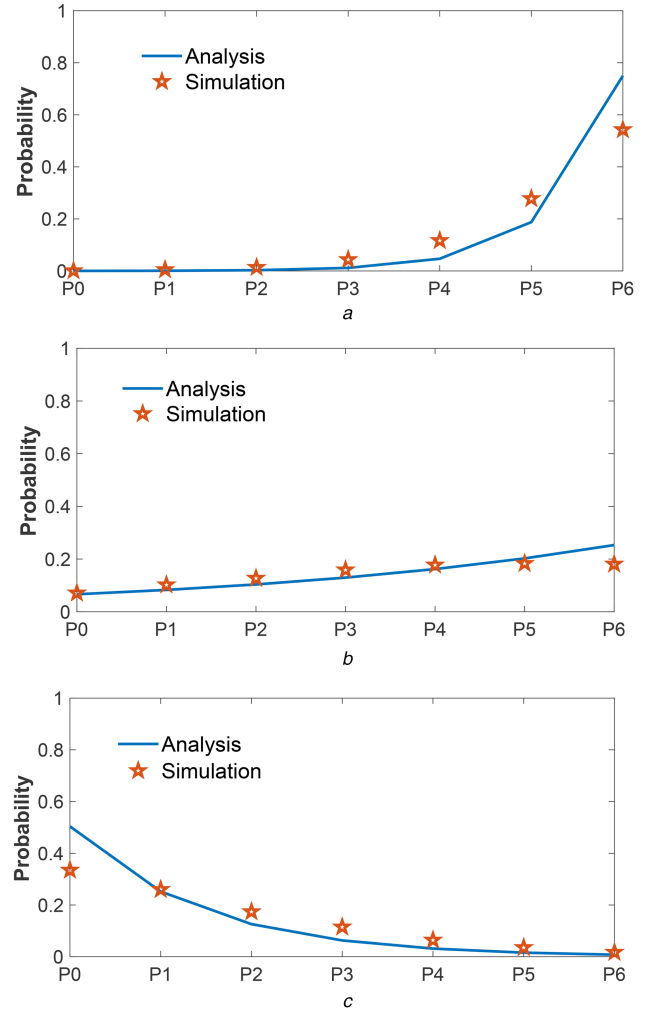 1
0.8
0.6
0.4
0.2
0
Probability
Analysis
Simulation
P0 P1 P2 P3 P4 P5 P6
a
1
0.8
0.6
0.4
0.2
0
Probability
Analysis
Simulation
P0 P1 P2 P3 P4 P5 P6
b
1
0.8
0.6
0.4
0.2
0
Probability
Analysis
Simulation
P0 P1 P2 P3 P4 P5 P6
c